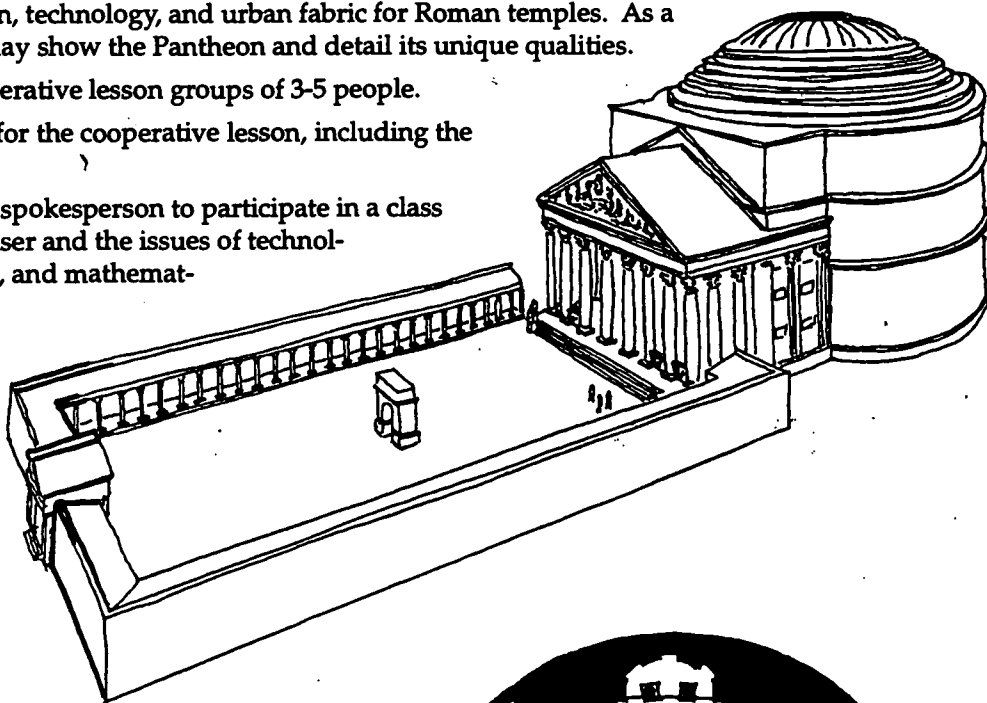 n, technology, and urban fabric for Roman temples. As a
ay show the Pantheon and detail its unique qualities.
erative lesson groups of 3-5 people.
for the cooperative lesson, including the
spokesperson to participate in a class
ser and the issues of technol-
, and mathemat-